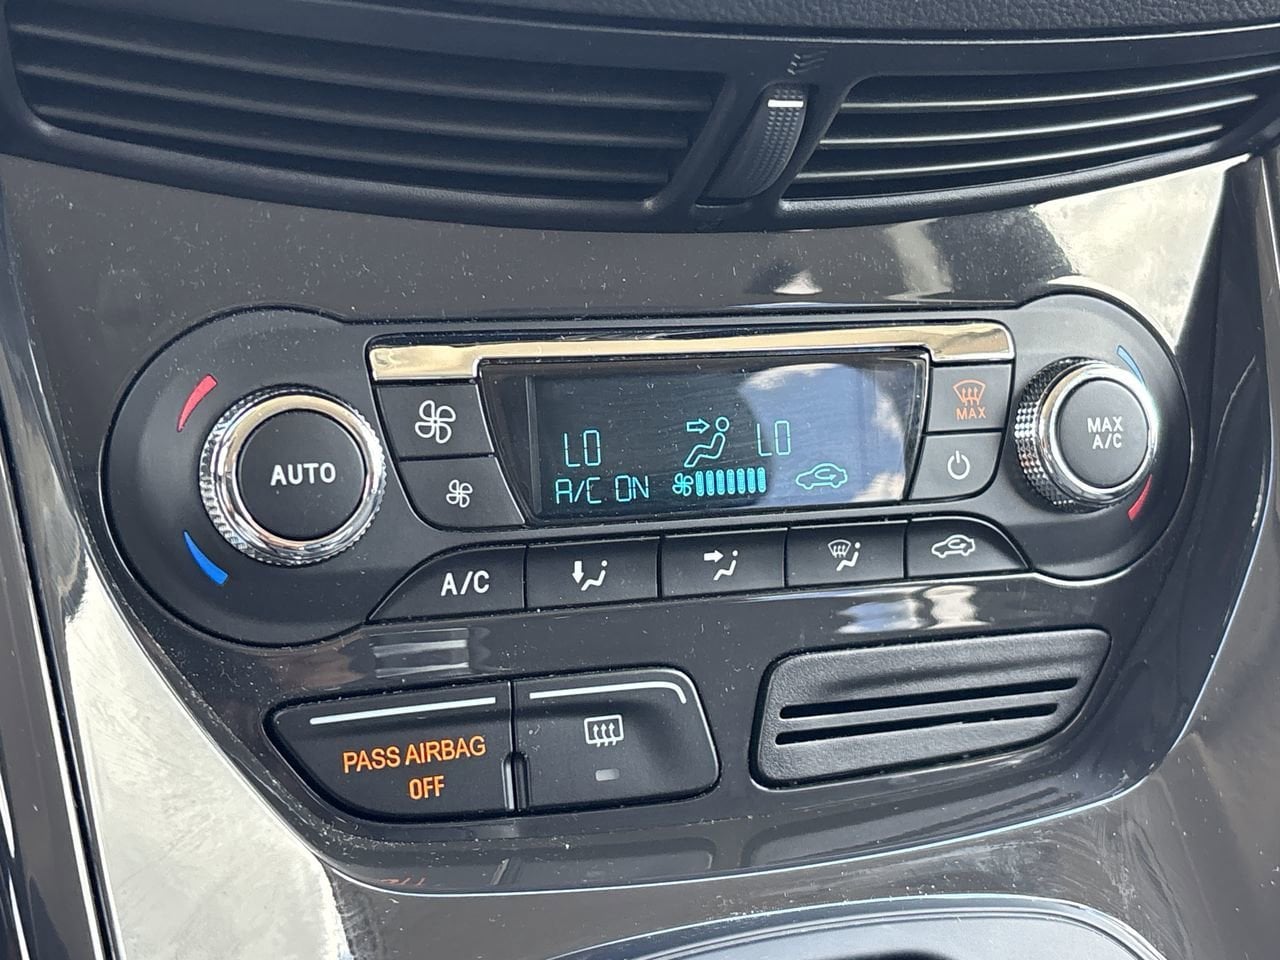 AUTO
LO
LO
A/C ON
MAX
MAX
A/C
A/C
PASS AIRBAG
OFF